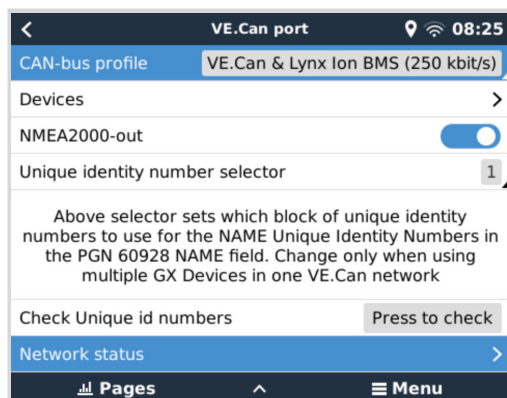 VE.Can port 08:25
CAN-bus profile VE.Can & Lynx Ion BMS (250 kbit/s)
Devices
NMEA2000-out
Unique identity number selector 1
Above selector sets which block of unique identity
numbers to use for the NAME Unique Identity Numbers in
the PGN 60928 NAME field. Change only when using
multiple GX Devices in one VE.Can network
Check Unique id numbers Press to check
Network status
Pages Menu